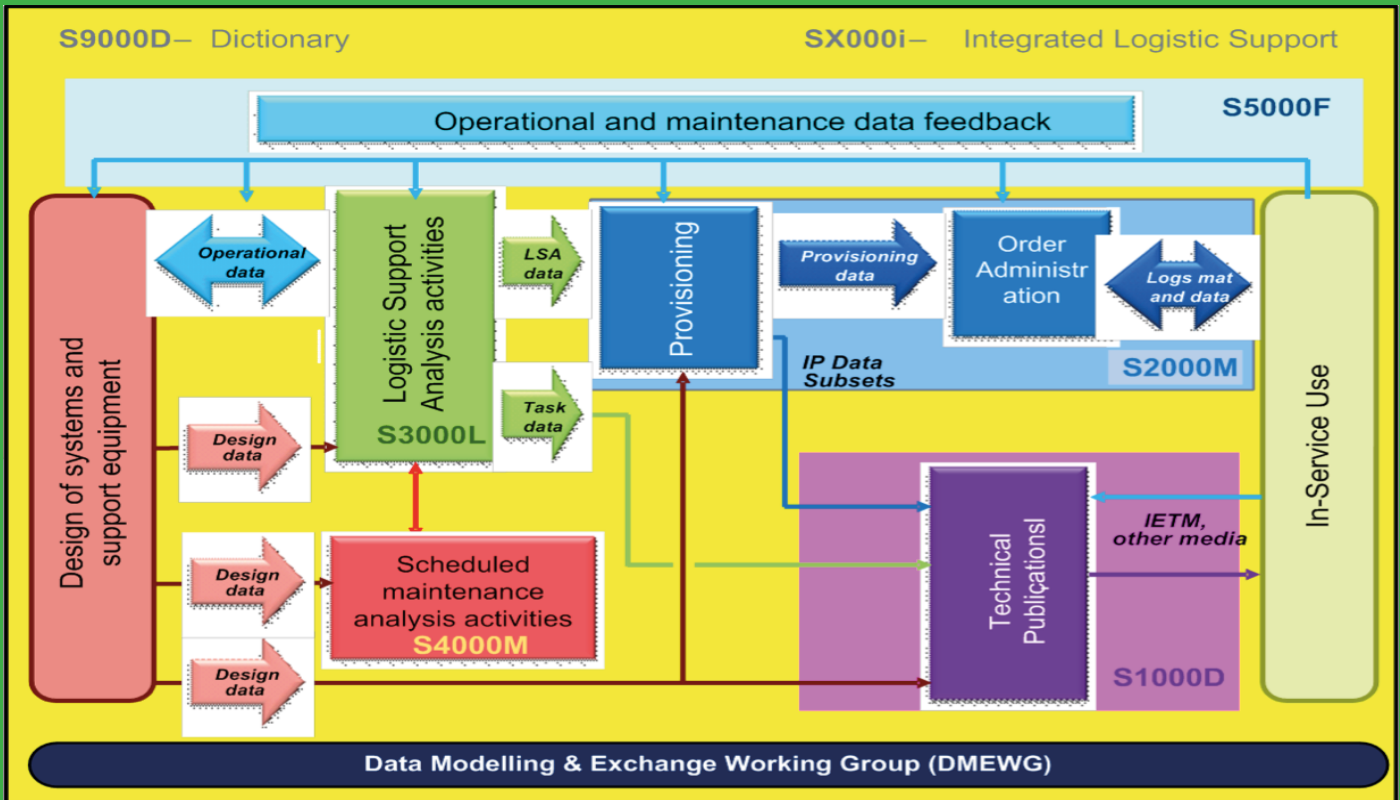 S9000D– Dictionary
SX000i– Integrated Logistic Support
S5000F
Operational and maintenance data feedback
Design of systems and
support equipment
Operational
data
Logistic Support
Analysis activities
S3000L
LSA
data
Provisioning
Provisioning
data
Order
Administr
ation
Logs mat
and data
S2000M
IP Data
Subsets
Task
data
Design
data
Design
data
Design
data
Scheduled
maintenance
analysis activities
S4000M
Technical
Publications
IETM,
other media
S1000D
In-Service Use
Data Modelling & Exchange Working Group (DMEWG)